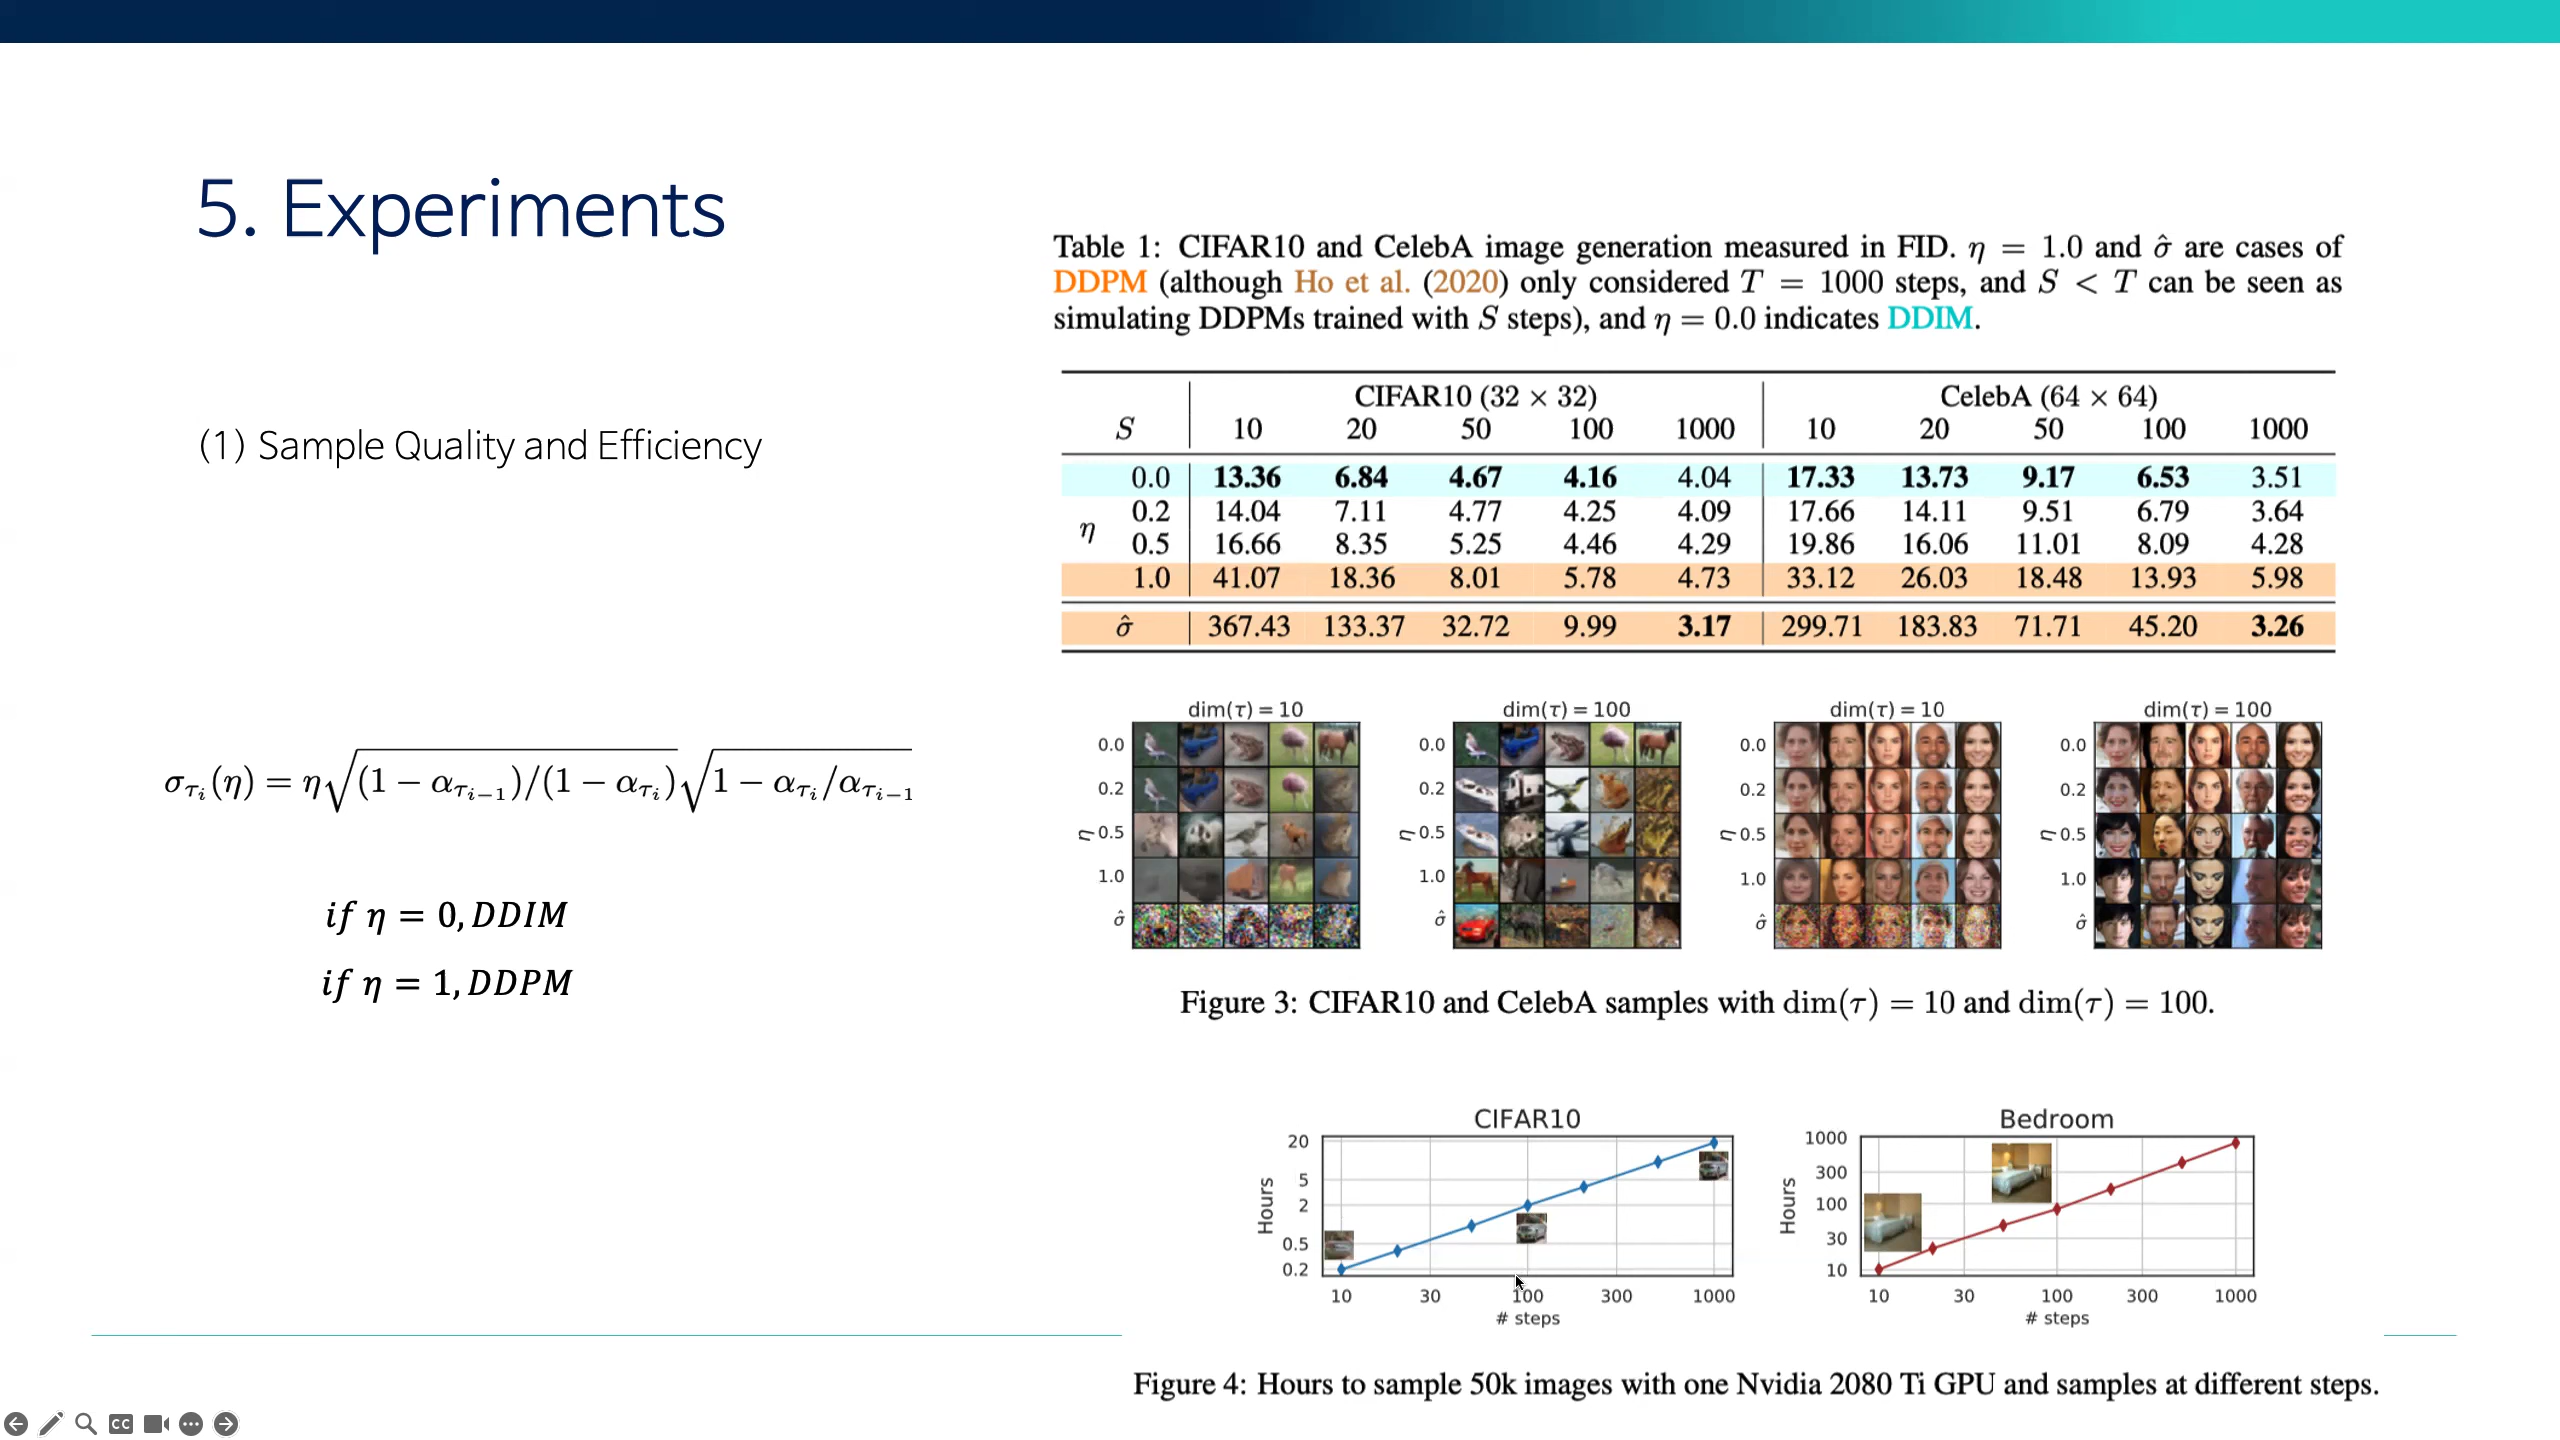 5. Experiments
(1) Sample Quality and Efficiency
σ_{τ_i}(η) = η√((1 − α_{τ_{i−1}})/(1 − α_{τ_i}))√(1 − α_{τ_i}/α_{τ_{i−1}})
if η = 0, DDIM
if η = 1, DDPM
Table 1: CIFAR10 and CelebA image generation measured in FID. η = 1.0 and σ̂ are cases of
DDPM (although Ho et al. (2020) only considered T = 1000 steps, and S < T can be seen as
simulating DDPMs trained with S steps), and η = 0.0 indicates DDIM.
CIFAR10 (32 × 32) CelebA (64 × 64)
S 10 20 50 100 1000 10 20 50 100 1000
0.0 13.36 6.84 4.67 4.16 4.04 17.33 13.73 9.17 6.53 3.51
0.2 14.04 7.11 4.77 4.25 4.09 17.66 14.11 9.51 6.79 3.64
η
0.5 16.66 8.35 5.25 4.46 4.29 19.86 16.06 11.01 8.09 4.28
1.0 41.07 18.36 8.01 5.78 4.73 33.12 26.03 18.48 13.93 5.98
σ̂ 367.43 133.37 32.72 9.99 3.17 299.71 183.83 71.71 45.20 3.26
dim(τ) = 10 dim(τ) = 100 dim(τ) = 10 dim(τ) = 100
0.0 0.0 0.0 0.0
0.2 0.2 0.2 0.2
η 0.5 η 0.5 η 0.5 η 0.5
1.0 1.0 1.0 1.0
σ̂ σ̂ σ̂ σ̂
Figure 3: CIFAR10 and CelebA samples with dim(τ) = 10 and dim(τ) = 100.
CIFAR10
Hours
20
5
2
0.5
0.2
10 30 100 300 1000
# steps
Bedroom
Hours
1000
300
100
30
10
10 30 100 300 1000
# steps
Figure 4: Hours to sample 50k images with one Nvidia 2080 Ti GPU and samples at different steps.
CC